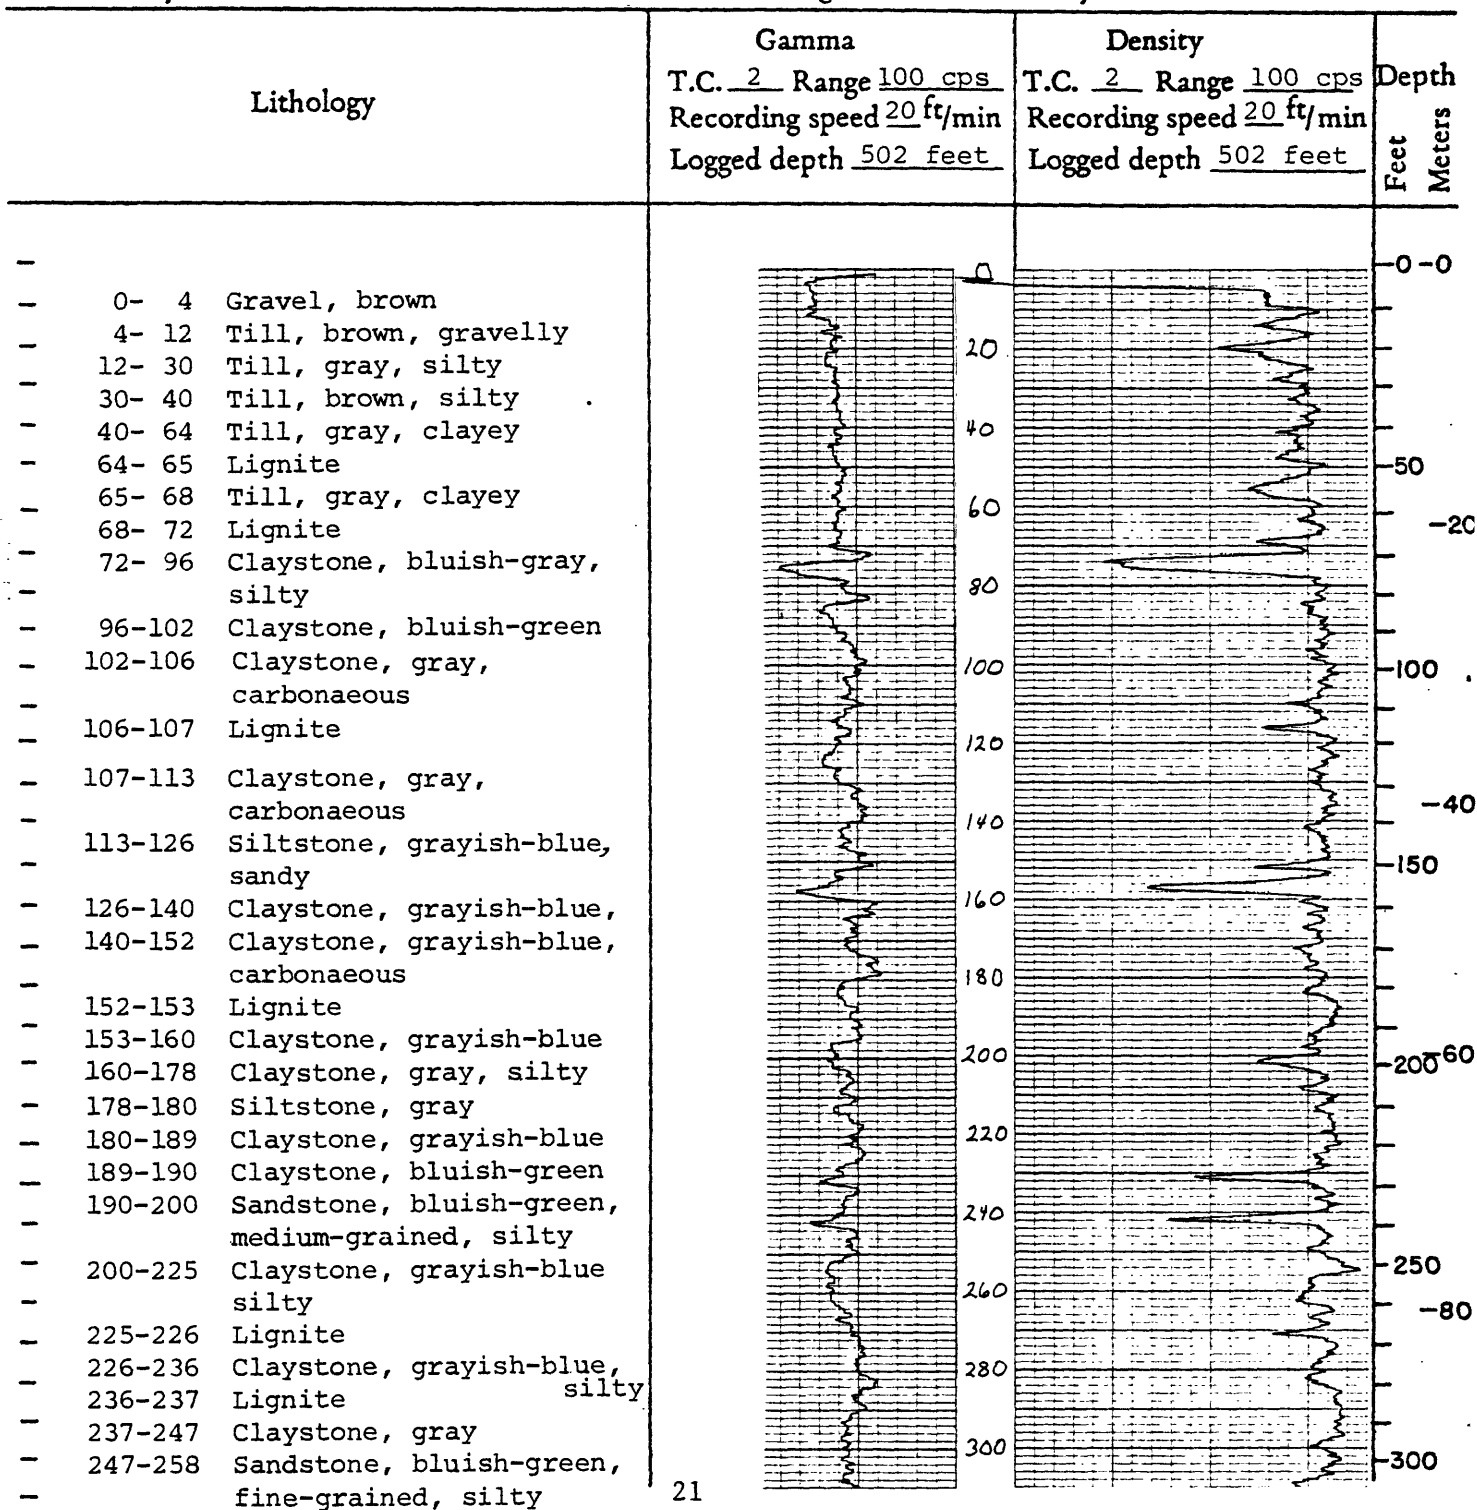 Lithology
Gamma
T.C. 2 Range 100 cps
Recording speed 20 ft/min
Logged depth 502 feet
Density
T.C. 2 Range 100 cps
Recording speed 20 ft/min
Logged depth 502 feet
Depth
Feet
Meters
0- 4 Gravel, brown
4- 12 Till, brown, gravelly
12- 30 Till, gray, silty
30- 40 Till, brown, silty
40- 64 Till, gray, clayey
64- 65 Lignite
65- 68 Till, gray, clayey
68- 72 Lignite
72- 96 Claystone, bluish-gray,
silty
96-102 Claystone, bluish-green
102-106 Claystone, gray,
carbonaeous
106-107 Lignite
107-113 Claystone, gray,
carbonaeous
113-126 Siltstone, grayish-blue,
sandy
126-140 Claystone, grayish-blue,
140-152 Claystone, grayish-blue,
carbonaeous
152-153 Lignite
153-160 Claystone, grayish-blue
160-178 Claystone, gray, silty
178-180 Siltstone, gray
180-189 Claystone, grayish-blue
189-190 Claystone, bluish-green
190-200 Sandstone, bluish-green,
medium-grained, silty
200-225 Claystone, grayish-blue
silty
225-226 Lignite
226-236 Claystone, grayish-blue,
silty
236-237 Lignite
237-247 Claystone, gray
247-258 Sandstone, bluish-green,
fine-grained, silty
20
40
60
80
100
120
140
160
180
200
220
240
260
280
300
0 -0
50
-20
100
-40
150
200 -60
250
-80
300
21